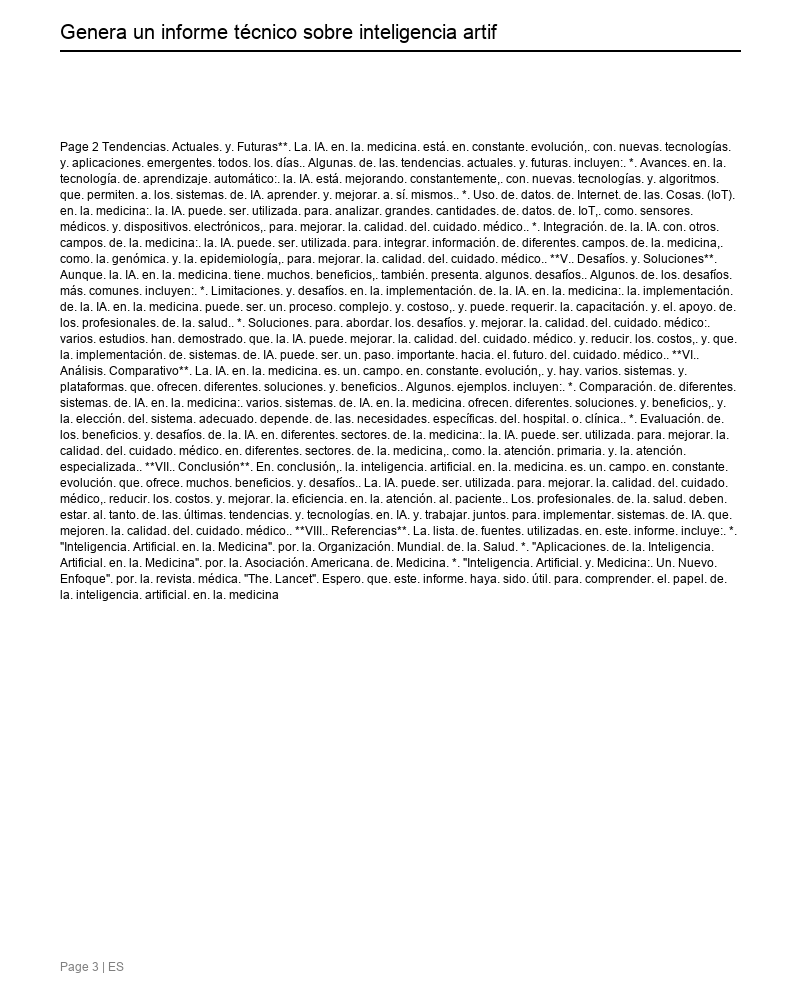 Genera un informe técnico sobre inteligencia artif
Page 2 Tendencias. Actuales. y. Futuras**. La. IA. en. la. medicina. está. en. constante. evolución,. con. nuevas. tecnologías.
y. aplicaciones. emergentes. todos. los. días.. Algunas. de. las. tendencias. actuales. y. futuras. incluyen:. *. Avances. en. la.
tecnología. de. aprendizaje. automático:. la. IA. está. mejorando. constantemente,. con. nuevas. tecnologías. y. algoritmos.
que. permiten. a. los. sistemas. de. IA. aprender. y. mejorar. a. sí. mismos.. *. Uso. de. datos. de. Internet. de. las. Cosas. (IoT).
en. la. medicina:. la. IA. puede. ser. utilizada. para. analizar. grandes. cantidades. de. datos. de. IoT,. como. sensores.
médicos. y. dispositivos. electrónicos,. para. mejorar. la. calidad. del. cuidado. médico.. *. Integración. de. la. IA. con. otros.
campos. de. la. medicina:. la. IA. puede. ser. utilizada. para. integrar. información. de. diferentes. campos. de. la. medicina,.
como. la. genómica. y. la. epidemiología,. para. mejorar. la. calidad. del. cuidado. médico.. **V.. Desafíos. y. Soluciones**.
Aunque. la. IA. en. la. medicina. tiene. muchos. beneficios,. también. presenta. algunos. desafíos.. Algunos. de. los. desafíos.
más. comunes. incluyen:. *. Limitaciones. y. desafíos. en. la. implementación. de. la. IA. en. la. medicina:. la. implementación.
de. la. IA. en. la. medicina. puede. ser. un. proceso. complejo. y. costoso,. y. puede. requerir. la. capacitación. y. el. apoyo. de.
los. profesionales. de. la. salud.. *. Soluciones. para. abordar. los. desafíos. y. mejorar. la. calidad. del. cuidado. médico:.
varios. estudios. han. demostrado. que. la. IA. puede. mejorar. la. calidad. del. cuidado. médico. y. reducir. los. costos,. y. que.
la. implementación. de. sistemas. de. IA. puede. ser. un. paso. importante. hacia. el. futuro. del. cuidado. médico.. **VI..
Análisis. Comparativo**. La. IA. en. la. medicina. es. un. campo. en. constante. evolución,. y. hay. varios. sistemas. y.
plataformas. que. ofrecen. diferentes. soluciones. y. beneficios.. Algunos. ejemplos. incluyen:. *. Comparación. de. diferentes.
sistemas. de. IA. en. la. medicina:. varios. sistemas. de. IA. en. la. medicina. ofrecen. diferentes. soluciones. y. beneficios,. y.
la. elección. del. sistema. adecuado. depende. de. las. necesidades. específicas. del. hospital. o. clínica.. *. Evaluación. de.
los. beneficios. y. desafíos. de. la. IA. en. diferentes. sectores. de. la. medicina:. la. IA. puede. ser. utilizada. para. mejorar. la.
calidad. del. cuidado. médico. en. diferentes. sectores. de. la. medicina,. como. la. atención. primaria. y. la. atención.
especializada.. **VII.. Conclusión**. En. conclusión,. la. inteligencia. artificial. en. la. medicina. es. un. campo. en. constante.
evolución. que. ofrece. muchos. beneficios. y. desafíos.. La. IA. puede. ser. utilizada. para. mejorar. la. calidad. del. cuidado.
médico,. reducir. los. costos. y. mejorar. la. eficiencia. en. la. atención. al. paciente.. Los. profesionales. de. la. salud. deben.
estar. al. tanto. de. las. últimas. tendencias. y. tecnologías. en. IA. y. trabajar. juntos. para. implementar. sistemas. de. IA. que.
mejoren. la. calidad. del. cuidado. médico.. **VIII.. Referencias**. La. lista. de. fuentes. utilizadas. en. este. informe. incluye:. *.
"Inteligencia. Artificial. en. la. Medicina". por. la. Organización. Mundial. de. la. Salud. *. "Aplicaciones. de. la. Inteligencia.
Artificial. en. la. Medicina". por. la. Asociación. Americana. de. Medicina. *. "Inteligencia. Artificial. y. Medicina:. Un. Nuevo.
Enfoque". por. la. revista. médica. "The. Lancet". Espero. que. este. informe. haya. sido. útil. para. comprender. el. papel. de.
la. inteligencia. artificial. en. la. medicina
Page 3 | ES